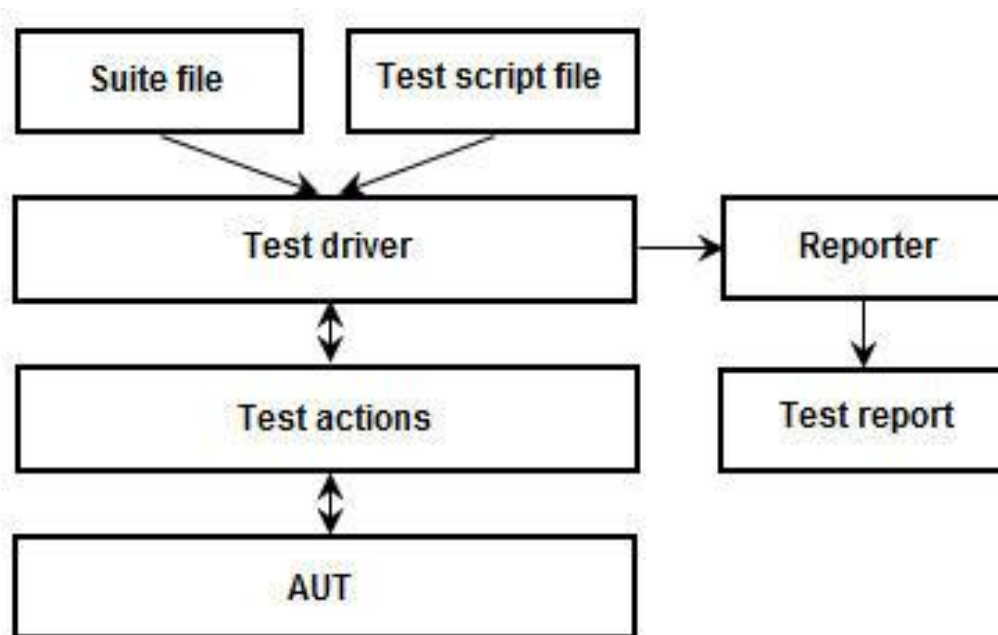 Suite file
Test script file
Test driver
Reporter
Test actions
Test report
AUT